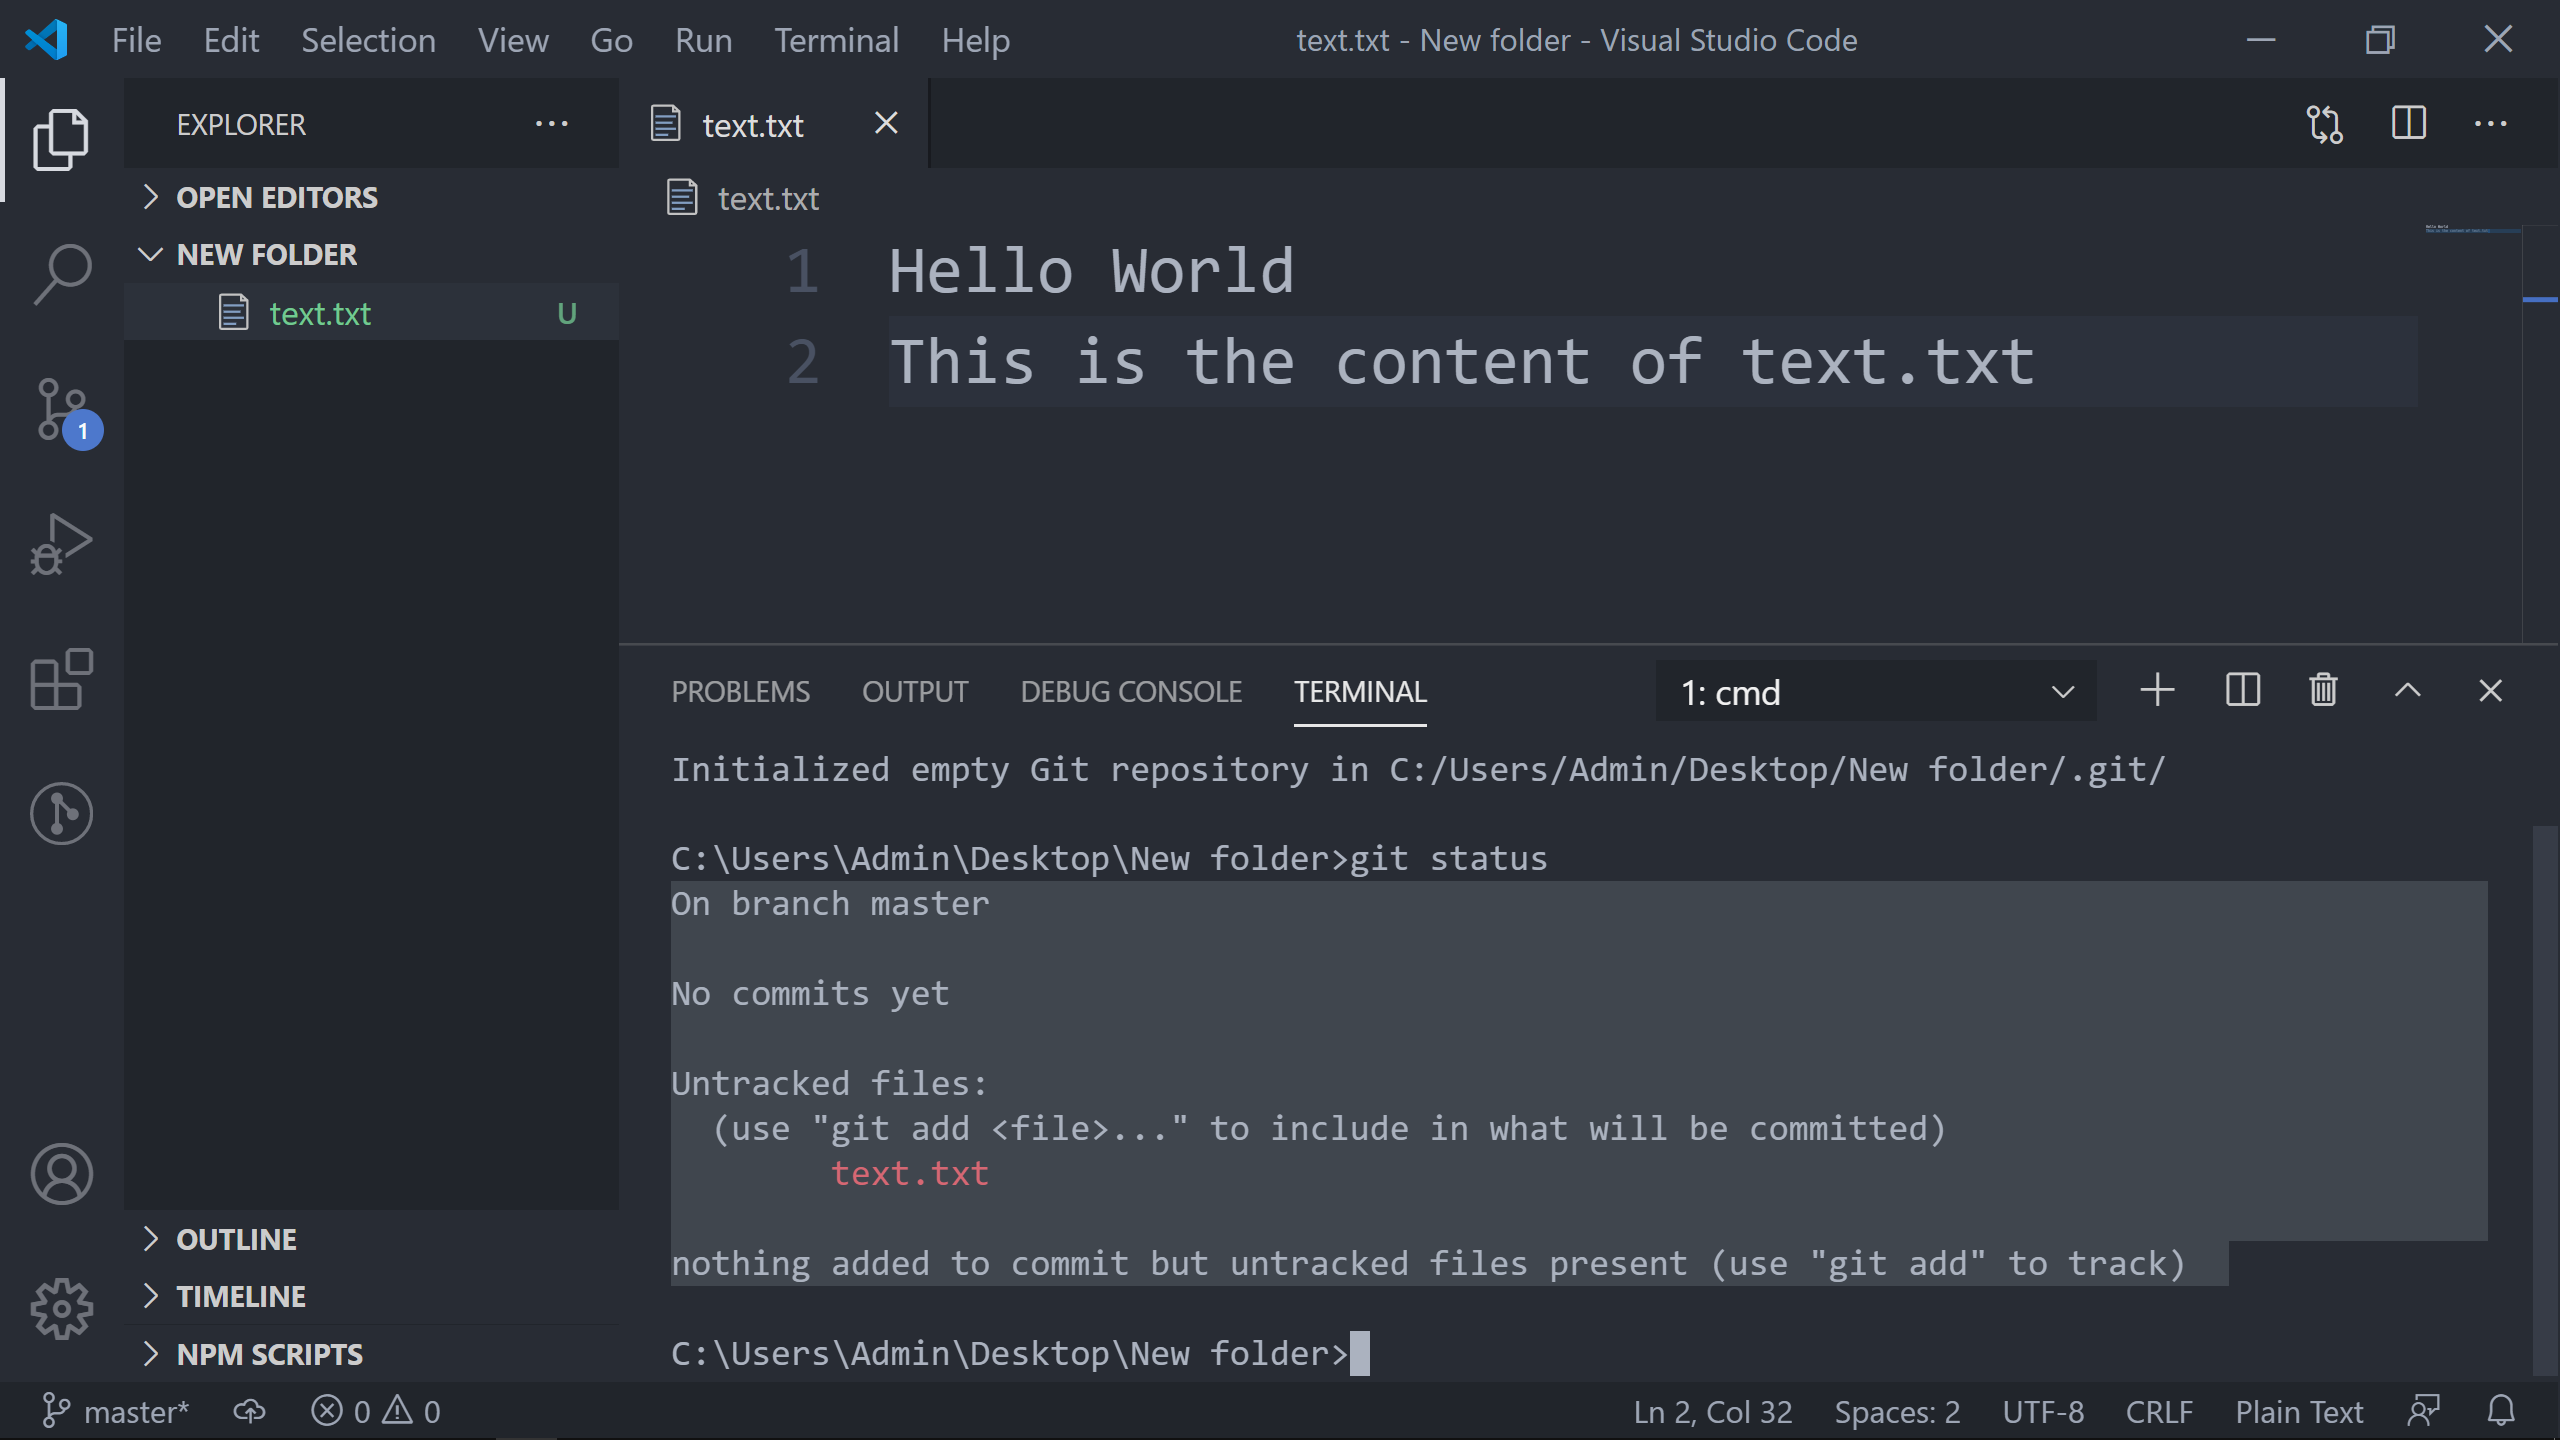 File Edit Selection View Go Run Terminal Help
text.txt - New folder - Visual Studio Code
EXPLORER
OPEN EDITORS
NEW FOLDER
text.txt U
1
OUTLINE
TIMELINE
NPM SCRIPTS
text.txt
text.txt
1 Hello World
2 This is the content of text.txt
PROBLEMS OUTPUT DEBUG CONSOLE TERMINAL 1: cmd
Initialized empty Git repository in C:/Users/Admin/Desktop/New folder/.git/
C:\Users\Admin\Desktop\New folder>git status
On branch master
No commits yet
Untracked files:
(use "git add <file>..." to include in what will be committed)
text.txt
nothing added to commit but untracked files present (use "git add" to track)
C:\Users\Admin\Desktop\New folder>
master* 0 0 Ln 2, Col 32 Spaces: 2 UTF-8 CRLF Plain Text